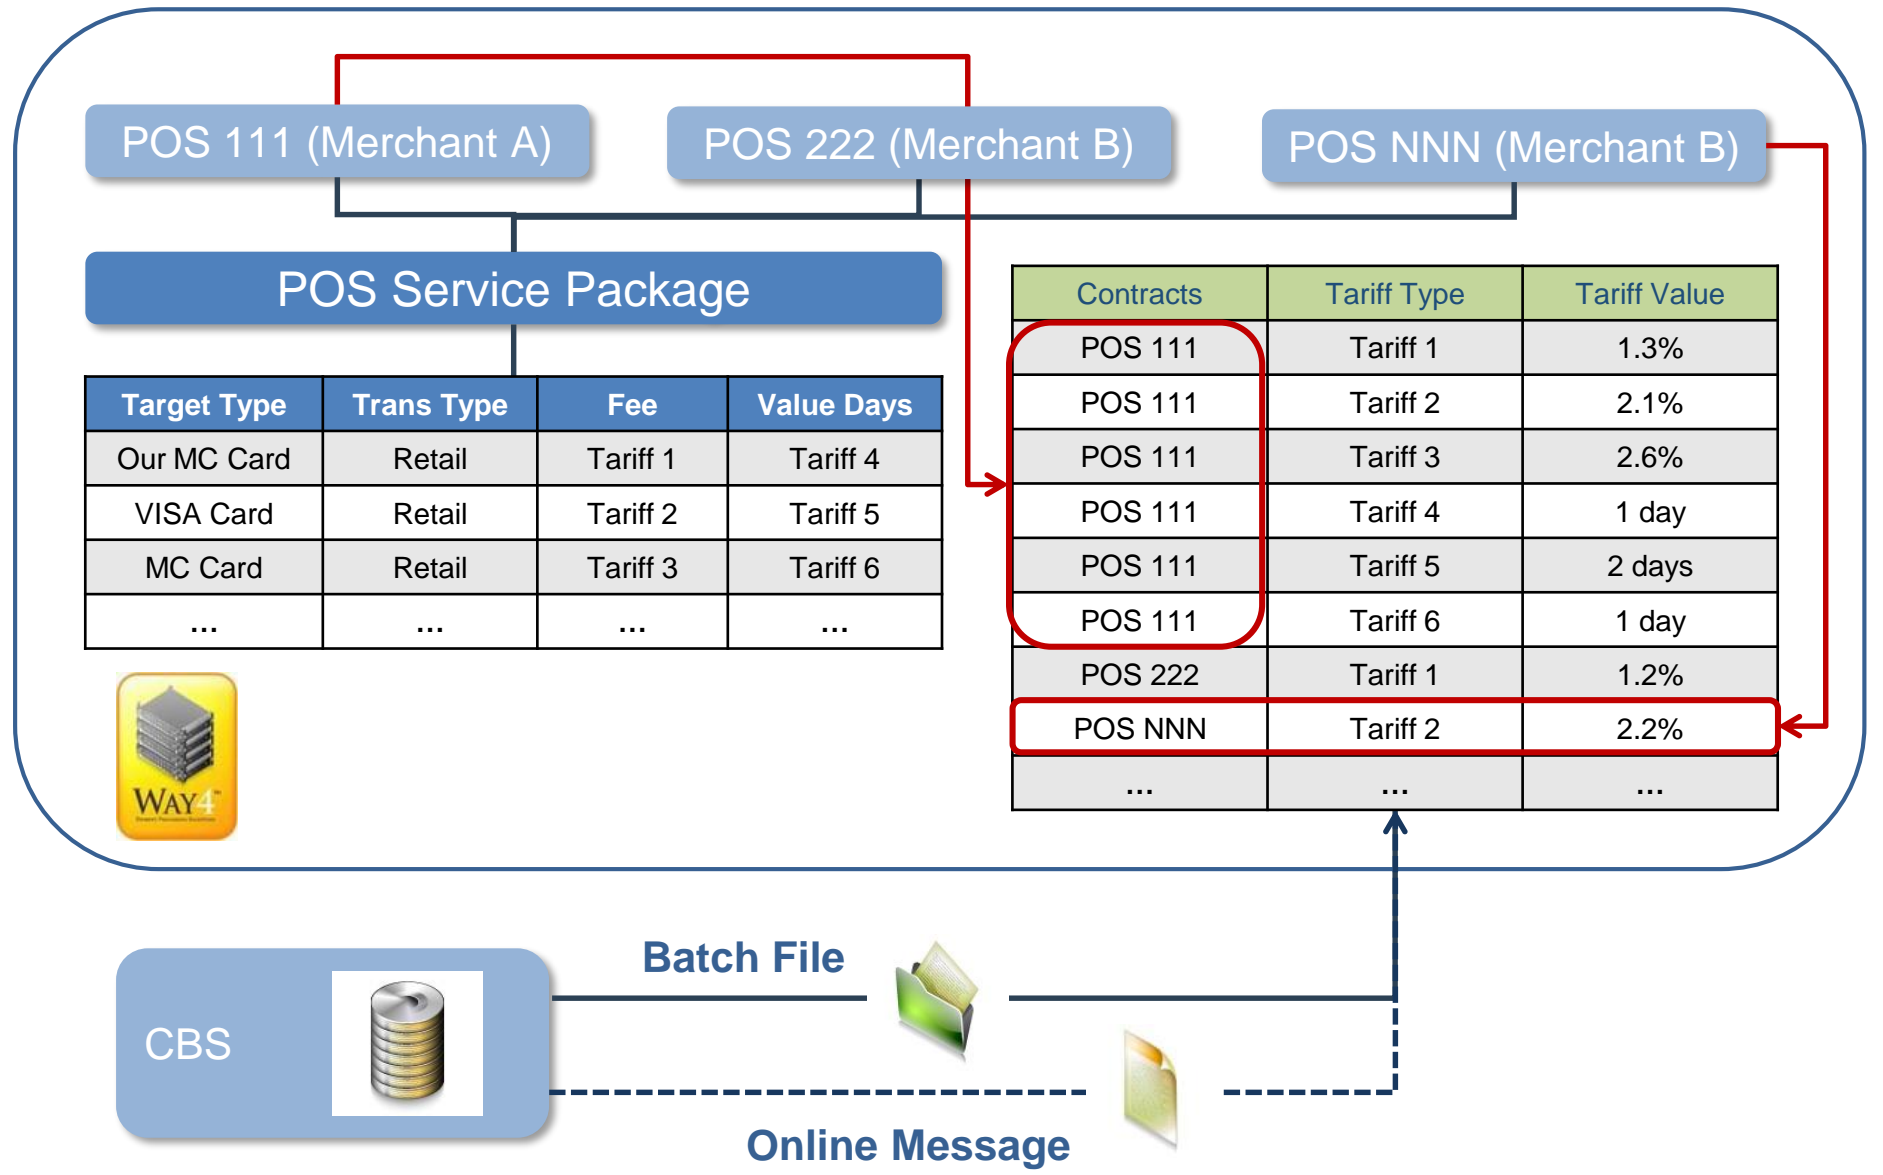 POS 111 (Merchant A)
POS 222 (Merchant B)
POS NNN (Merchant B)
POS Service Package
Target Type Trans Type Fee Value Days
Our MC Card Retail Tariff 1 Tariff 4
VISA Card Retail Tariff 2 Tariff 5
MC Card Retail Tariff 3 Tariff 6
... ... ... ...
Contracts Tariff Type Tariff Value
POS 111 Tariff 1 1.3%
POS 111 Tariff 2 2.1%
POS 111 Tariff 3 2.6%
POS 111 Tariff 4 1 day
POS 111 Tariff 5 2 days
POS 111 Tariff 6 1 day
POS 222 Tariff 1 1.2%
POS NNN Tariff 2 2.2%
... ... ...
WAY4
CBS
Batch File
Online Message